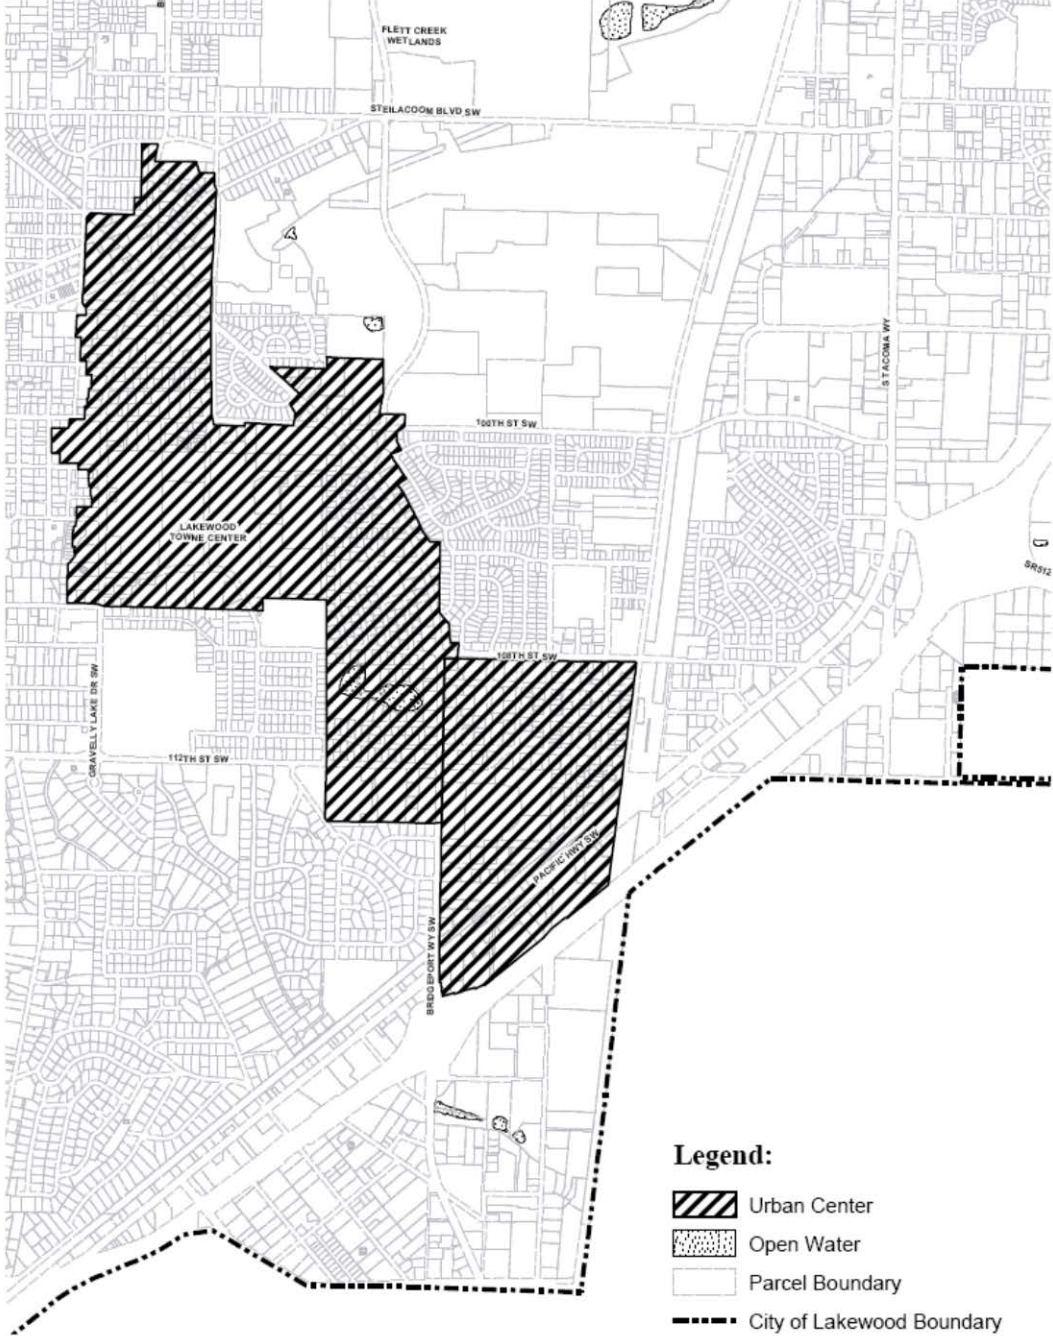 FLETT CREEK
WETLANDS
STEILACOOM BLVD SW
S TACOMA WY
100TH ST SW
LAKEWOOD
TOWNE CENTER
SR512
108TH ST SW
GRAVELLY LAKE DR SW
112TH ST SW
PACIFIC HWY SW
BRIDGEPORT WY SW
Legend:
Urban Center
Open Water
Parcel Boundary
City of Lakewood Boundary